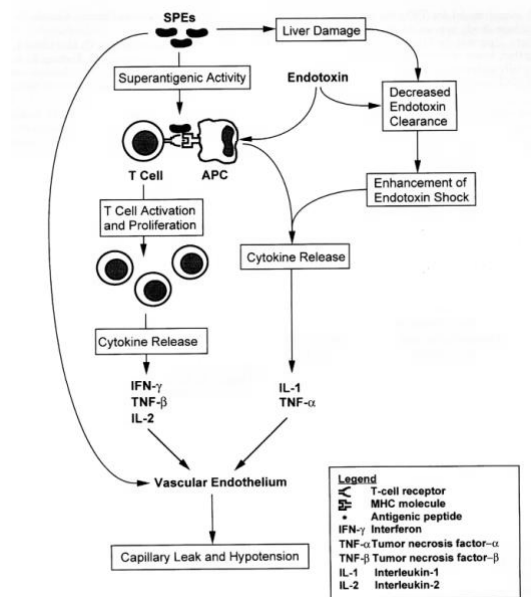 SPEs
Liver Damage
Superantigenic Activity
Endotoxin
Decreased
Endotoxin
Clearance
T Cell
APC
Enhancement of
Endotoxin Shock
T Cell Activation
and Proliferation
Cytokine Release
Cytokine Release
IFN-γ
TNF-β
IL-2
IL-1
TNF-α
Vascular Endothelium
Capillary Leak and Hypotension
Legend
T-cell receptor
MHC molecule
Antigenic peptide
IFN-γ Interferon
TNF-α Tumor necrosis factor-α
TNF-β Tumor necrosis factor-β
IL-1 Interleukin-1
IL-2 Interleukin-2